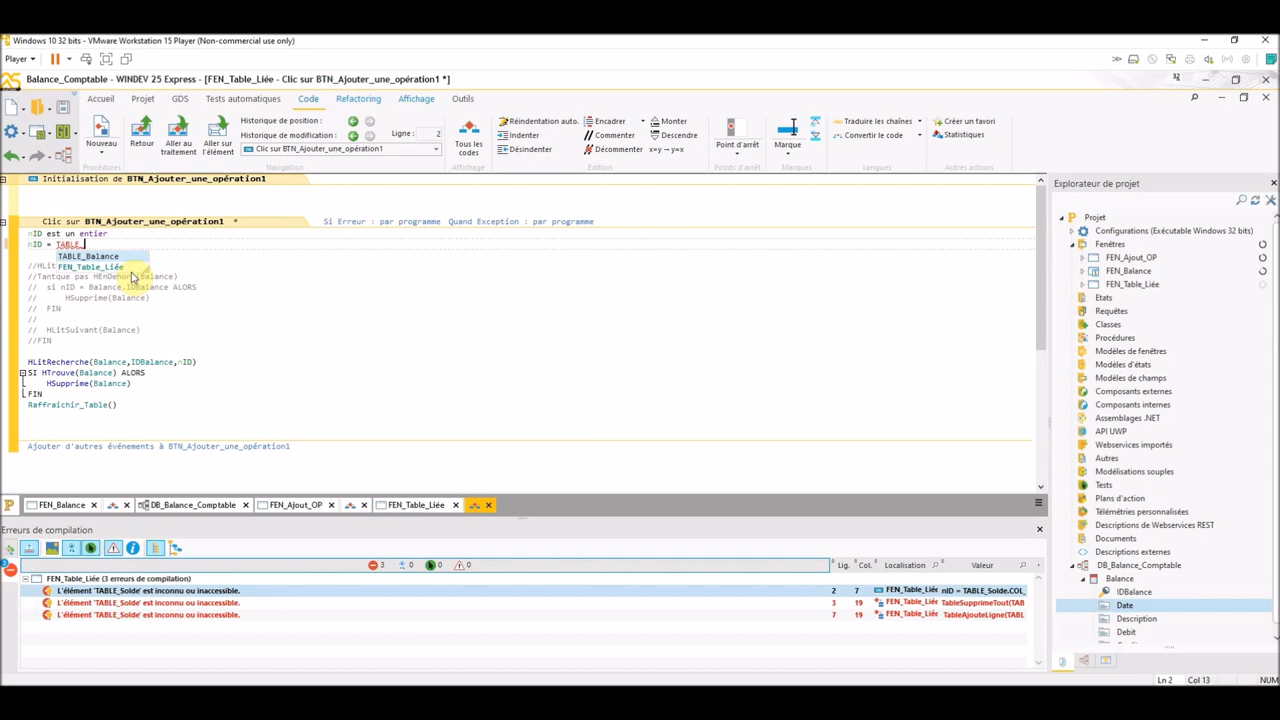 Windows 10 32 bits - VMware Workstation 15 Player (Non-commercial use only)
Player
Balance_Comptable - WINDEV 25 Express - [FEN_Table_Liée - Clic sur BTN_Ajouter_une_opération1 *]
Accueil Projet GDS Tests automatiques Code Refactoring Affichage Outils
Nouveau
Procédures
Retour
Aller au traitement
Aller sur l'élément
Historique de position :
Historique de modification :
Ligne : 2
Clic sur BTN_Ajouter_une_opération1
Navigation
Tous les codes
Affichage
Réindentation auto.
Indenter
Désindenter
Encadrer
Commenter
Décommenter
Monter
Descendre
x=y → y=x
Edition
Point d'arrêt
Points d'arrêt
Marque
Marques
Traduire les chaînes
Convertir le code
Langues
Créer un favori
Statistiques
Autres actions
Initialisation de BTN_Ajouter_une_opération1
Clic sur BTN_Ajouter_une_opération1 * Si Erreur : par programme Quand Exception : par programme
nID est un entier
nID = TABLE_
TABLE_Balance
FEN_Table_Liée
//HLit
//Tantque pas HEnDehors(Balance)
// si nID = Balance.IDBalance ALORS
// HSupprime(Balance)
// FIN
//
// HLitSuivant(Balance)
//FIN
HLitRecherche(Balance,IDBalance,nID)
SI HTrouve(Balance) ALORS
HSupprime(Balance)
FIN
Raffraichir_Table()
Ajouter d'autres événements à BTN_Ajouter_une_opération1
FEN_Balance DB_Balance_Comptable FEN_Ajout_OP FEN_Table_Liée
Erreurs de compilation
3 0 0 0 Lig. Col. Localisation Valeur
FEN_Table_Liée (3 erreurs de compilation)
L'élément 'TABLE_Solde' est inconnu ou inaccessible. 2 7 FEN_Table_Liée nID = TABLE_Solde.COL_
L'élément 'TABLE_Solde' est inconnu ou inaccessible. 3 19 FEN_Table_Liée TableSupprimeTout(TAB
L'élément 'TABLE_Solde' est inconnu ou inaccessible. 7 19 FEN_Table_Liée TableAjouteLigne(TABL
Explorateur de projet
Projet
Configurations (Exécutable Windows 32 bits)
Fenêtres
FEN_Ajout_OP
FEN_Balance
FEN_Table_Liée
Etats
Requêtes
Classes
Procédures
Modèles de fenêtres
Modèles d'états
Modèles de champs
Composants externes
Composants internes
Assemblages .NET
API UWP
Webservices importés
Autres
Modélisations souples
Tests
Plans d'action
Télémétries personnalisées
Descriptions de Webservices REST
Documents
Descriptions externes
DB_Balance_Comptable
Balance
IDBalance
Date
Description
Debit
Ln 2 Col 13 NUM